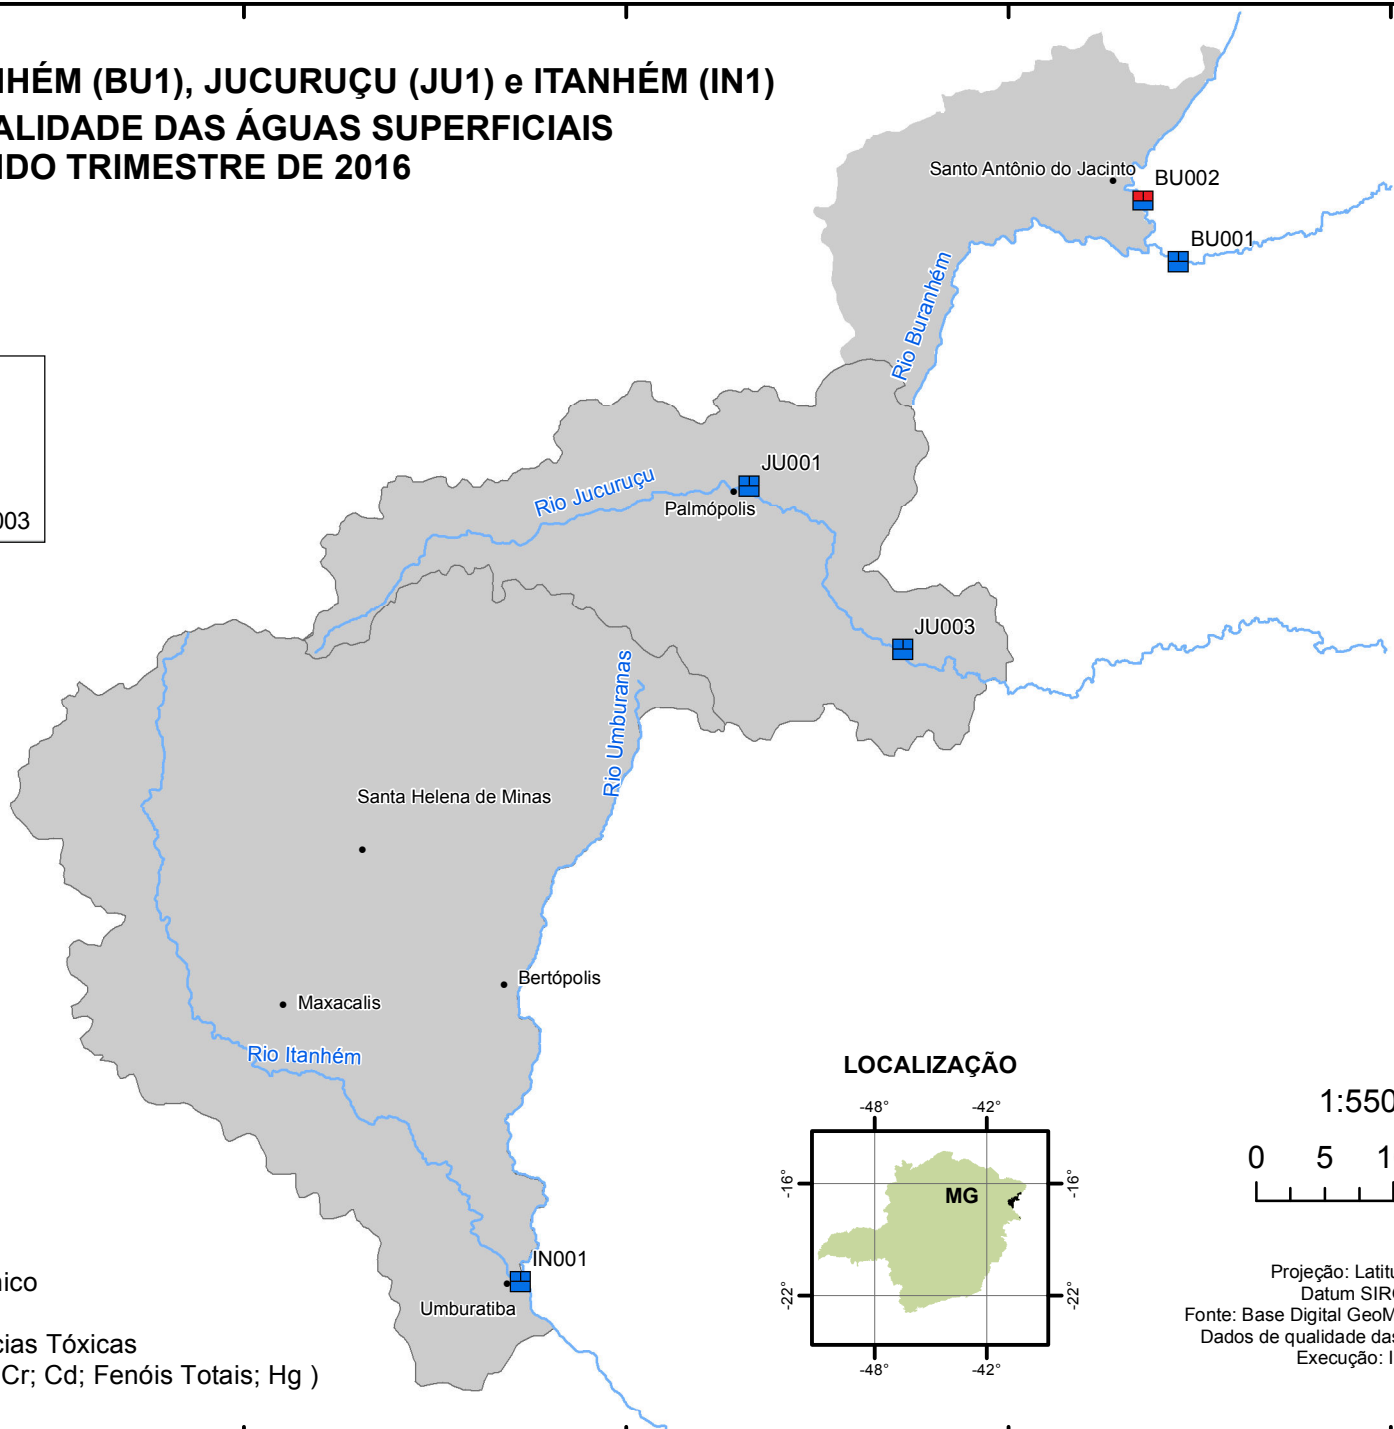 NHÉM (BU1), JUCURUÇU (JU1) e ITANHÉM (IN1)
ALIDADE DAS ÁGUAS SUPERFICIAIS
NDO TRIMESTRE DE 2016
Santo Antônio do Jacinto
BU002
BU001
Rio Buranhém
JU001
Rio Jucuruçu
Palmópolis
003
JU003
Rio Umburanas
Santa Helena de Minas
Bertópolis
Maxacalis
Rio Itanhém
LOCALIZAÇÃO
-48° -42°
-16° MG -16°
-22° -22°
-48° -42°
1:550
0 5 1
IN001
Umburatiba
nico
cias Tóxicas
Cr; Cd; Fenóis Totais; Hg )
Projeção: Latitu
Datum SIRG
Fonte: Base Digital GeoM
Dados de qualidade das
Execução: I